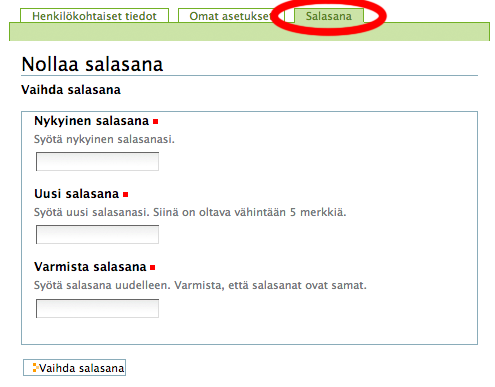 Henkilökohtaiset tiedot Omat asetukset Salasana
Nollaa salasana
Vaihda salasana
Nykyinen salasana
Syötä nykyinen salasanasi.
Uusi salasana
Syötä uusi salasanasi. Siinä on oltava vähintään 5 merkkiä.
Varmista salasana
Syötä salasana uudelleen. Varmista, että salasanat ovat samat.
Vaihda salasana